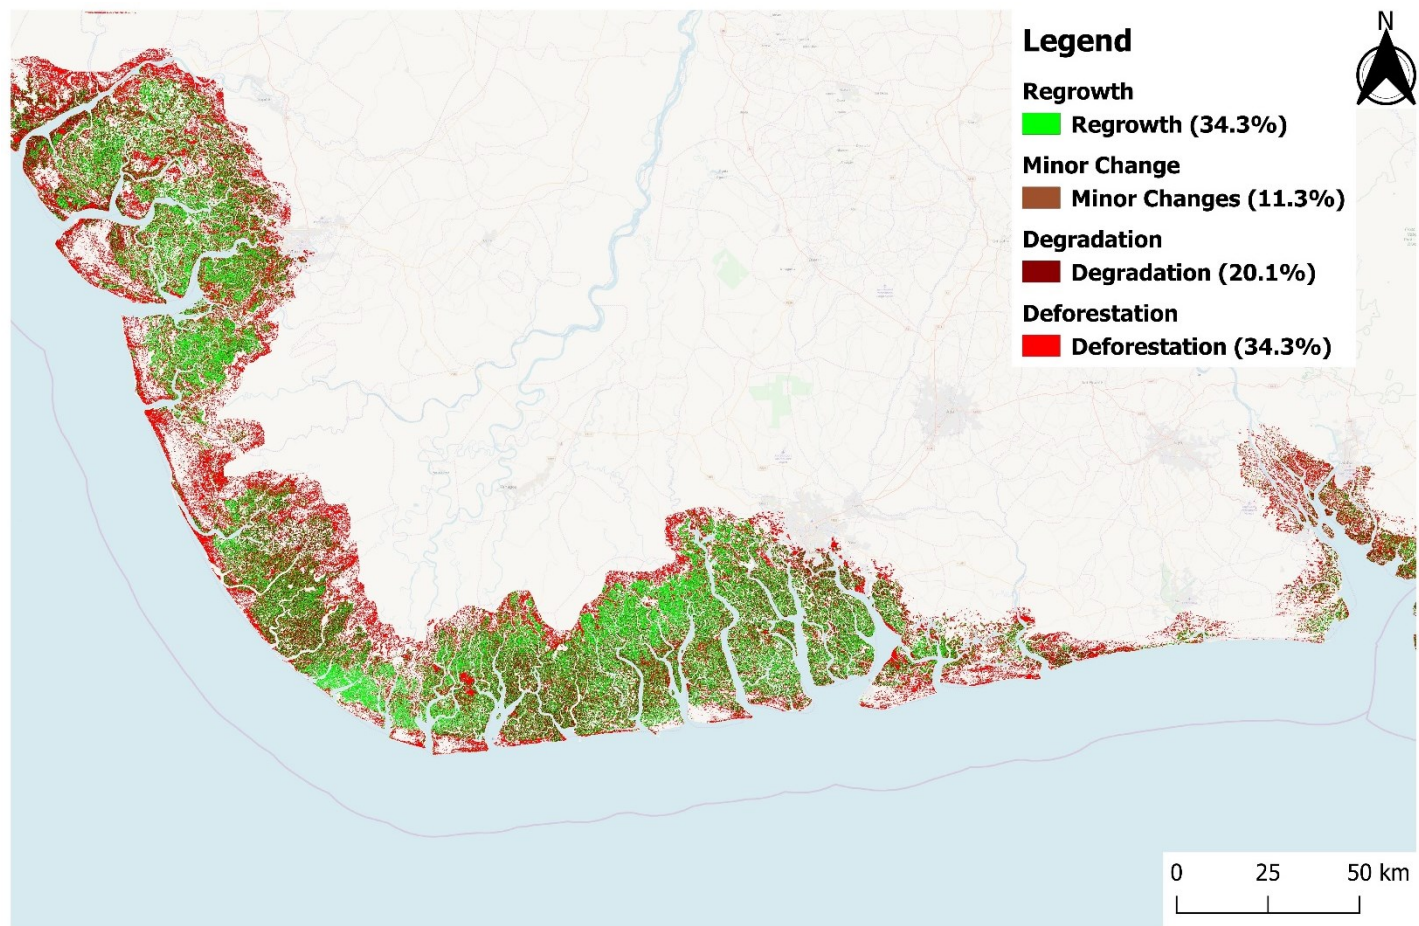 Legend
N
Regrowth
Regrowth (34.3%)
Minor Change
Minor Changes (11.3%)
Degradation
Degradation (20.1%)
Deforestation
Deforestation (34.3%)
0 25 50 km